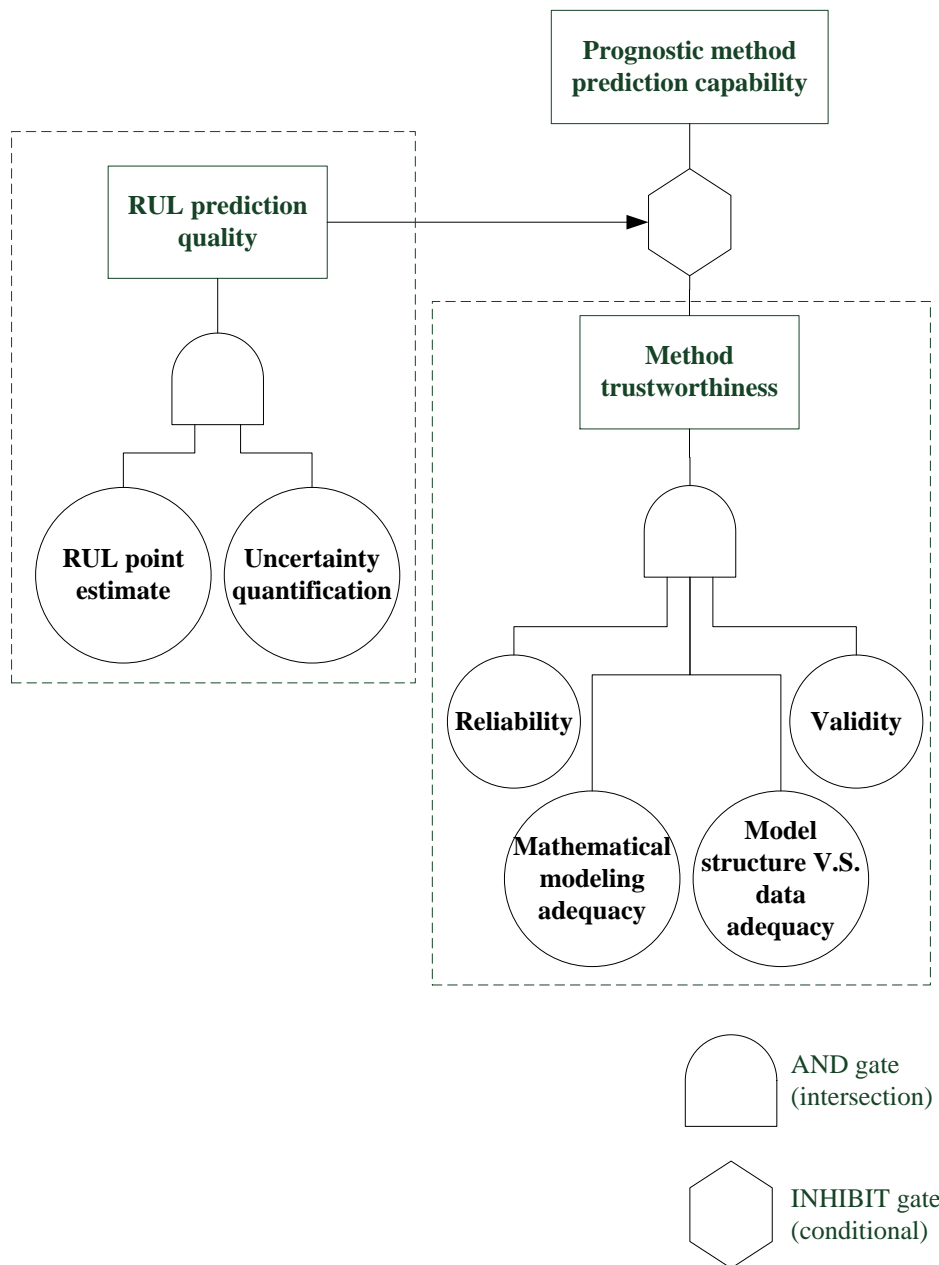 Prognostic method
prediction capability
RUL prediction
quality
Method
trustworthiness
RUL point
estimate
Uncertainty
quantification
Reliability
Validity
Mathematical
modeling
adequacy
Model
structure V.S.
data
adequacy
AND gate
(intersection)
INHIBIT gate
(conditional)